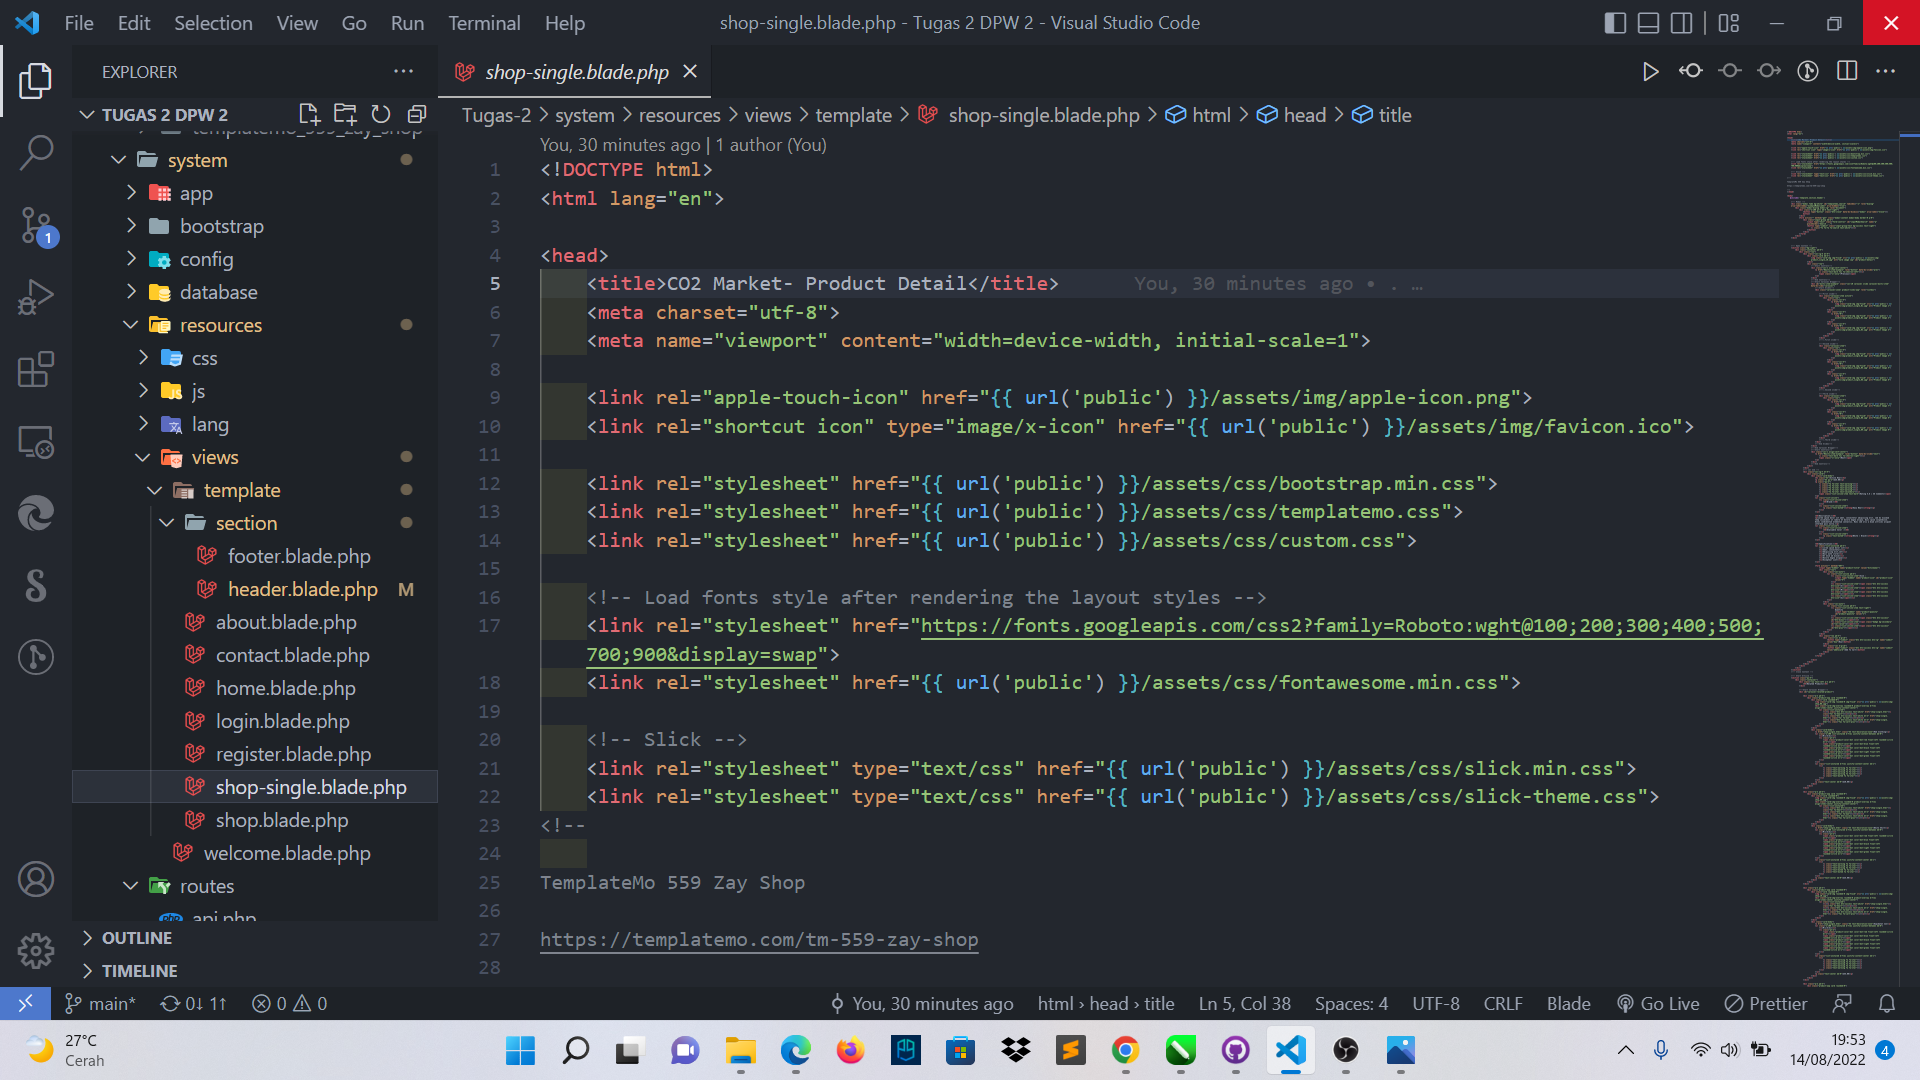 File Edit Selection View Go Run Terminal Help
shop-single.blade.php - Tugas 2 DPW 2 - Visual Studio Code
EXPLORER
TUGAS 2 DPW 2
templatemo_559_zay_shop
system
app
bootstrap
config
database
resources
css
js
lang
views
template
section
footer.blade.php
header.blade.php M
about.blade.php
contact.blade.php
home.blade.php
login.blade.php
register.blade.php
shop-single.blade.php
shop.blade.php
welcome.blade.php
routes
api.php
OUTLINE
TIMELINE
1
shop-single.blade.php
Tugas-2 > system > resources > views > template > shop-single.blade.php > html > head > title
You, 30 minutes ago | 1 author (You)
1 <!DOCTYPE html>
2 <html lang="en">
3
4 <head>
5 <title>CO2 Market- Product Detail</title> You, 30 minutes ago • . …
6 <meta charset="utf-8">
7 <meta name="viewport" content="width=device-width, initial-scale=1">
8
9 <link rel="apple-touch-icon" href="{{ url('public') }}/assets/img/apple-icon.png">
10 <link rel="shortcut icon" type="image/x-icon" href="{{ url('public') }}/assets/img/favicon.ico">
11
12 <link rel="stylesheet" href="{{ url('public') }}/assets/css/bootstrap.min.css">
13 <link rel="stylesheet" href="{{ url('public') }}/assets/css/templatemo.css">
14 <link rel="stylesheet" href="{{ url('public') }}/assets/css/custom.css">
15
16 <!-- Load fonts style after rendering the layout styles -->
17 <link rel="stylesheet" href="https://fonts.googleapis.com/css2?family=Roboto:wght@100;200;300;400;500;
700;900&display=swap">
18 <link rel="stylesheet" href="{{ url('public') }}/assets/css/fontawesome.min.css">
19
20 <!-- Slick -->
21 <link rel="stylesheet" type="text/css" href="{{ url('public') }}/assets/css/slick.min.css">
22 <link rel="stylesheet" type="text/css" href="{{ url('public') }}/assets/css/slick-theme.css">
23 <!--
24
25 TemplateMo 559 Zay Shop
26
27 https://templatemo.com/tm-559-zay-shop
28
main* 0↓ 1↑ 0 0 You, 30 minutes ago html › head › title Ln 5, Col 38 Spaces: 4 UTF-8 CRLF Blade Go Live Prettier
27°C
Cerah
19:53
14/08/2022
4